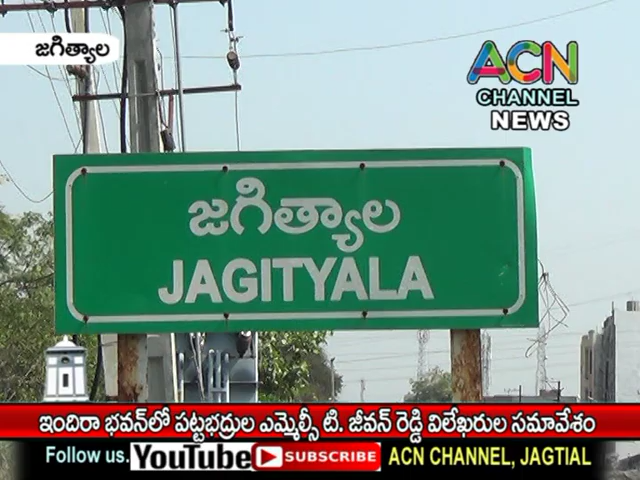 జగిత్యాల
ACN
CHANNEL
NEWS
జగిత్యాల
JAGITYALA
ఇందిరా భవన్‌లో పట్టభద్రుల ఎమ్మెల్సీ టి. జీవన్ రెడ్డి విలేఖరుల సమావేశం
Follow us. YouTube SUBSCRIBE ACN CHANNEL, JAGTIAL